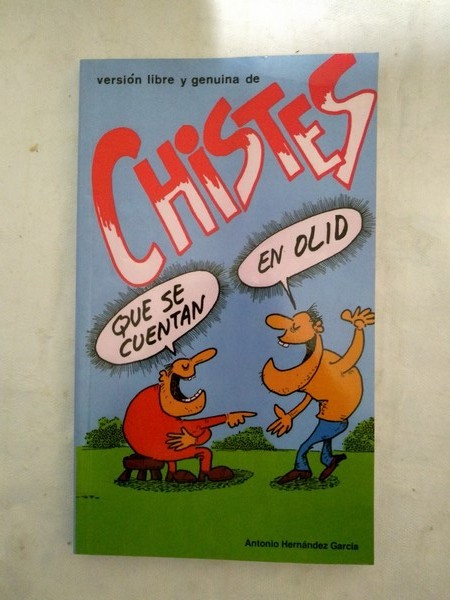 versión libre y genuina de
CHiSTES
QUE SE
CUENTAN
EN OLID
Antonio Hernández García